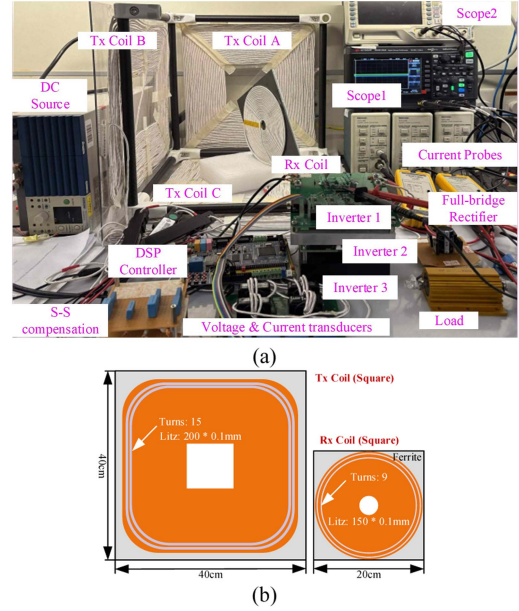 Scope2
Tx Coil B
Tx Coil A
DC
Source
Scope1
Rx Coil
Current Probes
Tx Coil C
Full-bridge
Rectifier
Inverter 1
DSP
Controller
Inverter 2
Inverter 3
S-S
compensation
Voltage & Current transducers
Load
(a)
Tx Coil (Square)
Turns: 15
Litz: 200 * 0.1mm
40cm
40cm
Rx Coil (Square)
Ferrite
Turns: 9
Litz: 150 * 0.1mm
20cm
(b)